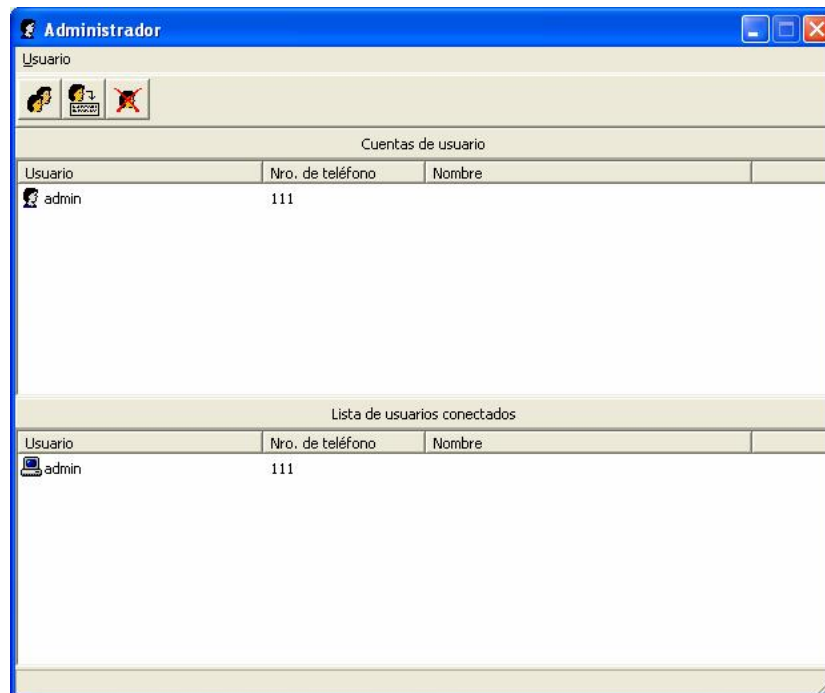 Administrador
Usuario
Cuentas de usuario
Usuario Nro. de teléfono Nombre
admin 111
Lista de usuarios conectados
Usuario Nro. de teléfono Nombre
admin 111